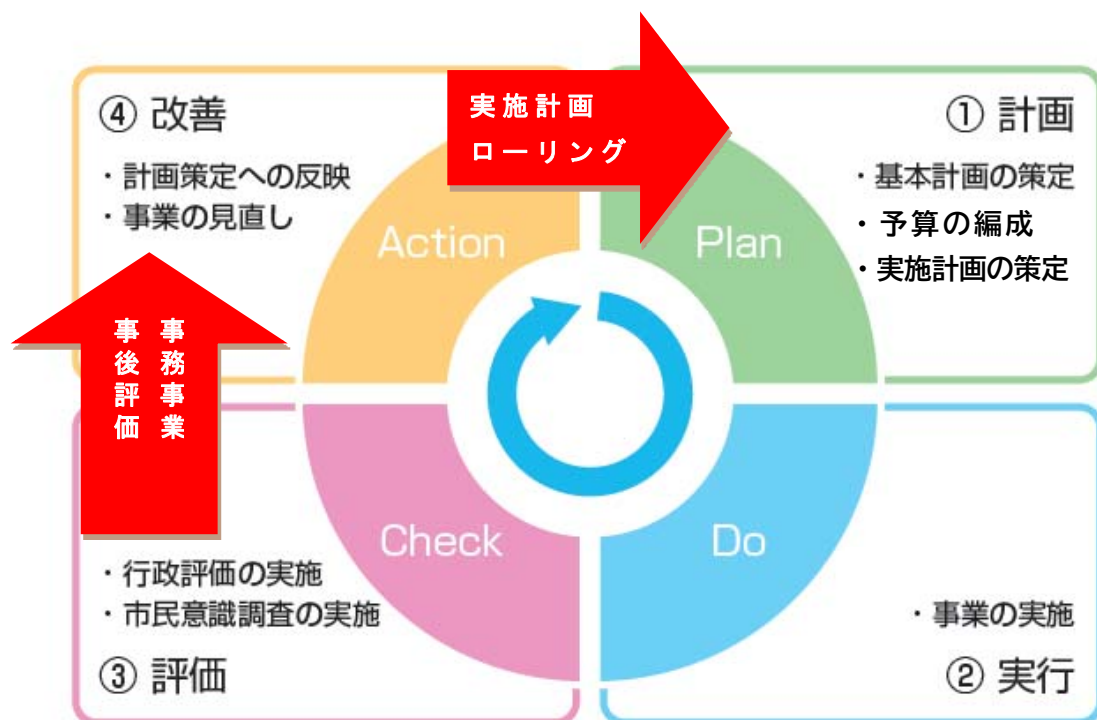 ④ 改善
・計画策定への反映
・事業の見直し
実施計画
ローリング
① 計画
・基本計画の策定
・予算の編成
・実施計画の策定
Action
Plan
事務事業
事後評価
Check
Do
・行政評価の実施
・市民意識調査の実施
③ 評価
・事業の実施
② 実行